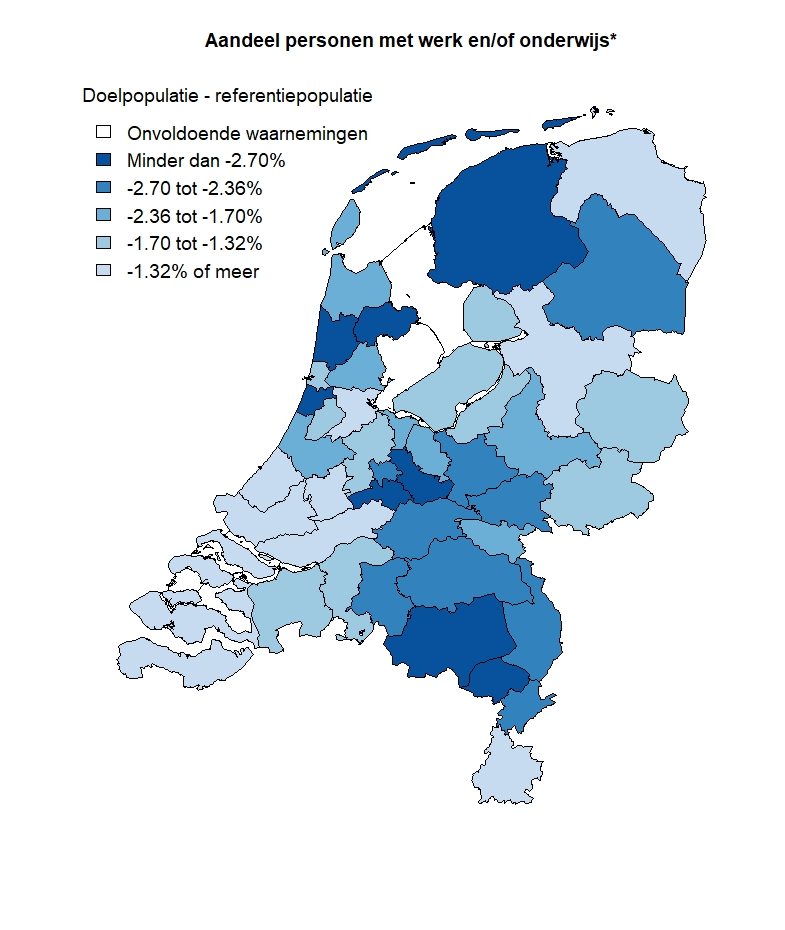 Aandeel personen met werk en/of onderwijs*
Doelpopulatie - referentiepopulatie
Onvoldoende waarnemingen
Minder dan -2.70%
-2.70 tot -2.36%
-2.36 tot -1.70%
-1.70 tot -1.32%
-1.32% of meer